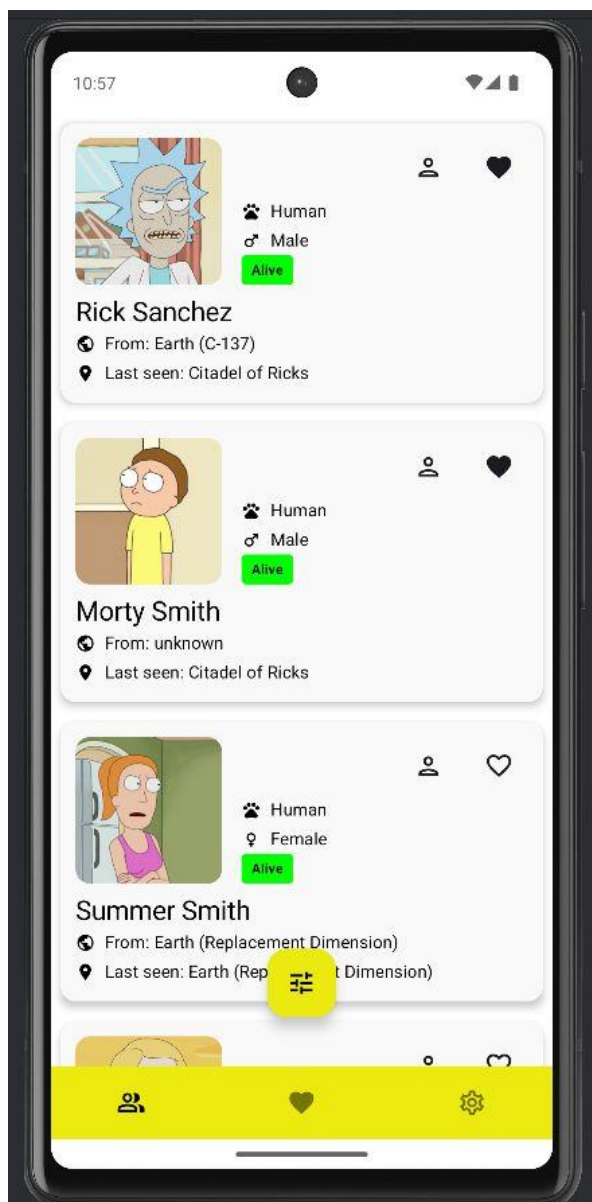 10:57
Human
Male
Alive
Rick Sanchez
From: Earth (C-137)
Last seen: Citadel of Ricks
Human
Male
Alive
Morty Smith
From: unknown
Last seen: Citadel of Ricks
Human
Female
Alive
Summer Smith
From: Earth (Replacement Dimension)
Last seen: Earth (Rep t Dimension)